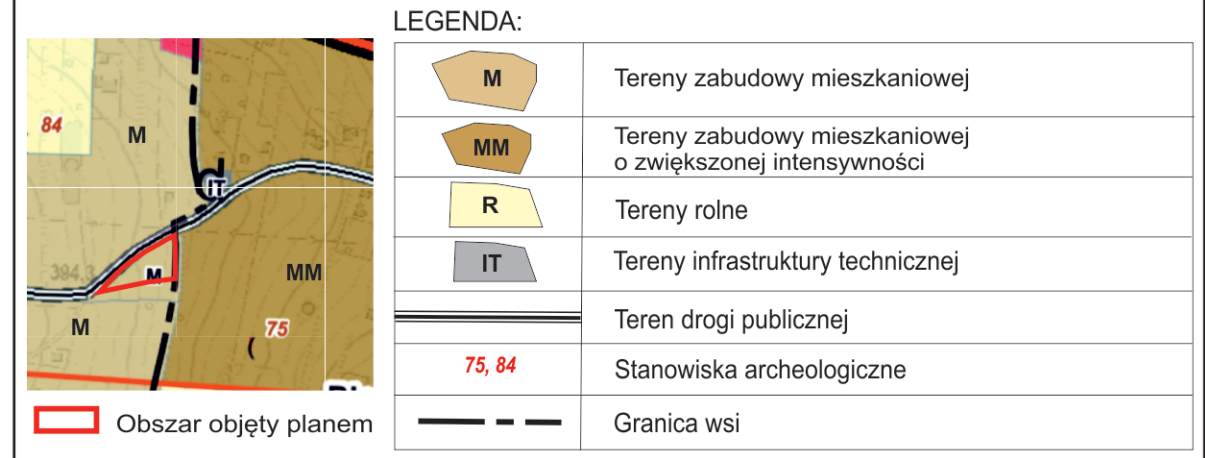 LEGENDA:
84
M
IT
394,3
M
MM
M
75
Obszar objęty planem
M
Tereny zabudowy mieszkaniowej
MM
Tereny zabudowy mieszkaniowej
o zwiększonej intensywności
R
Tereny rolne
IT
Tereny infrastruktury technicznej
Teren drogi publicznej
75, 84
Stanowiska archeologiczne
Granica wsi